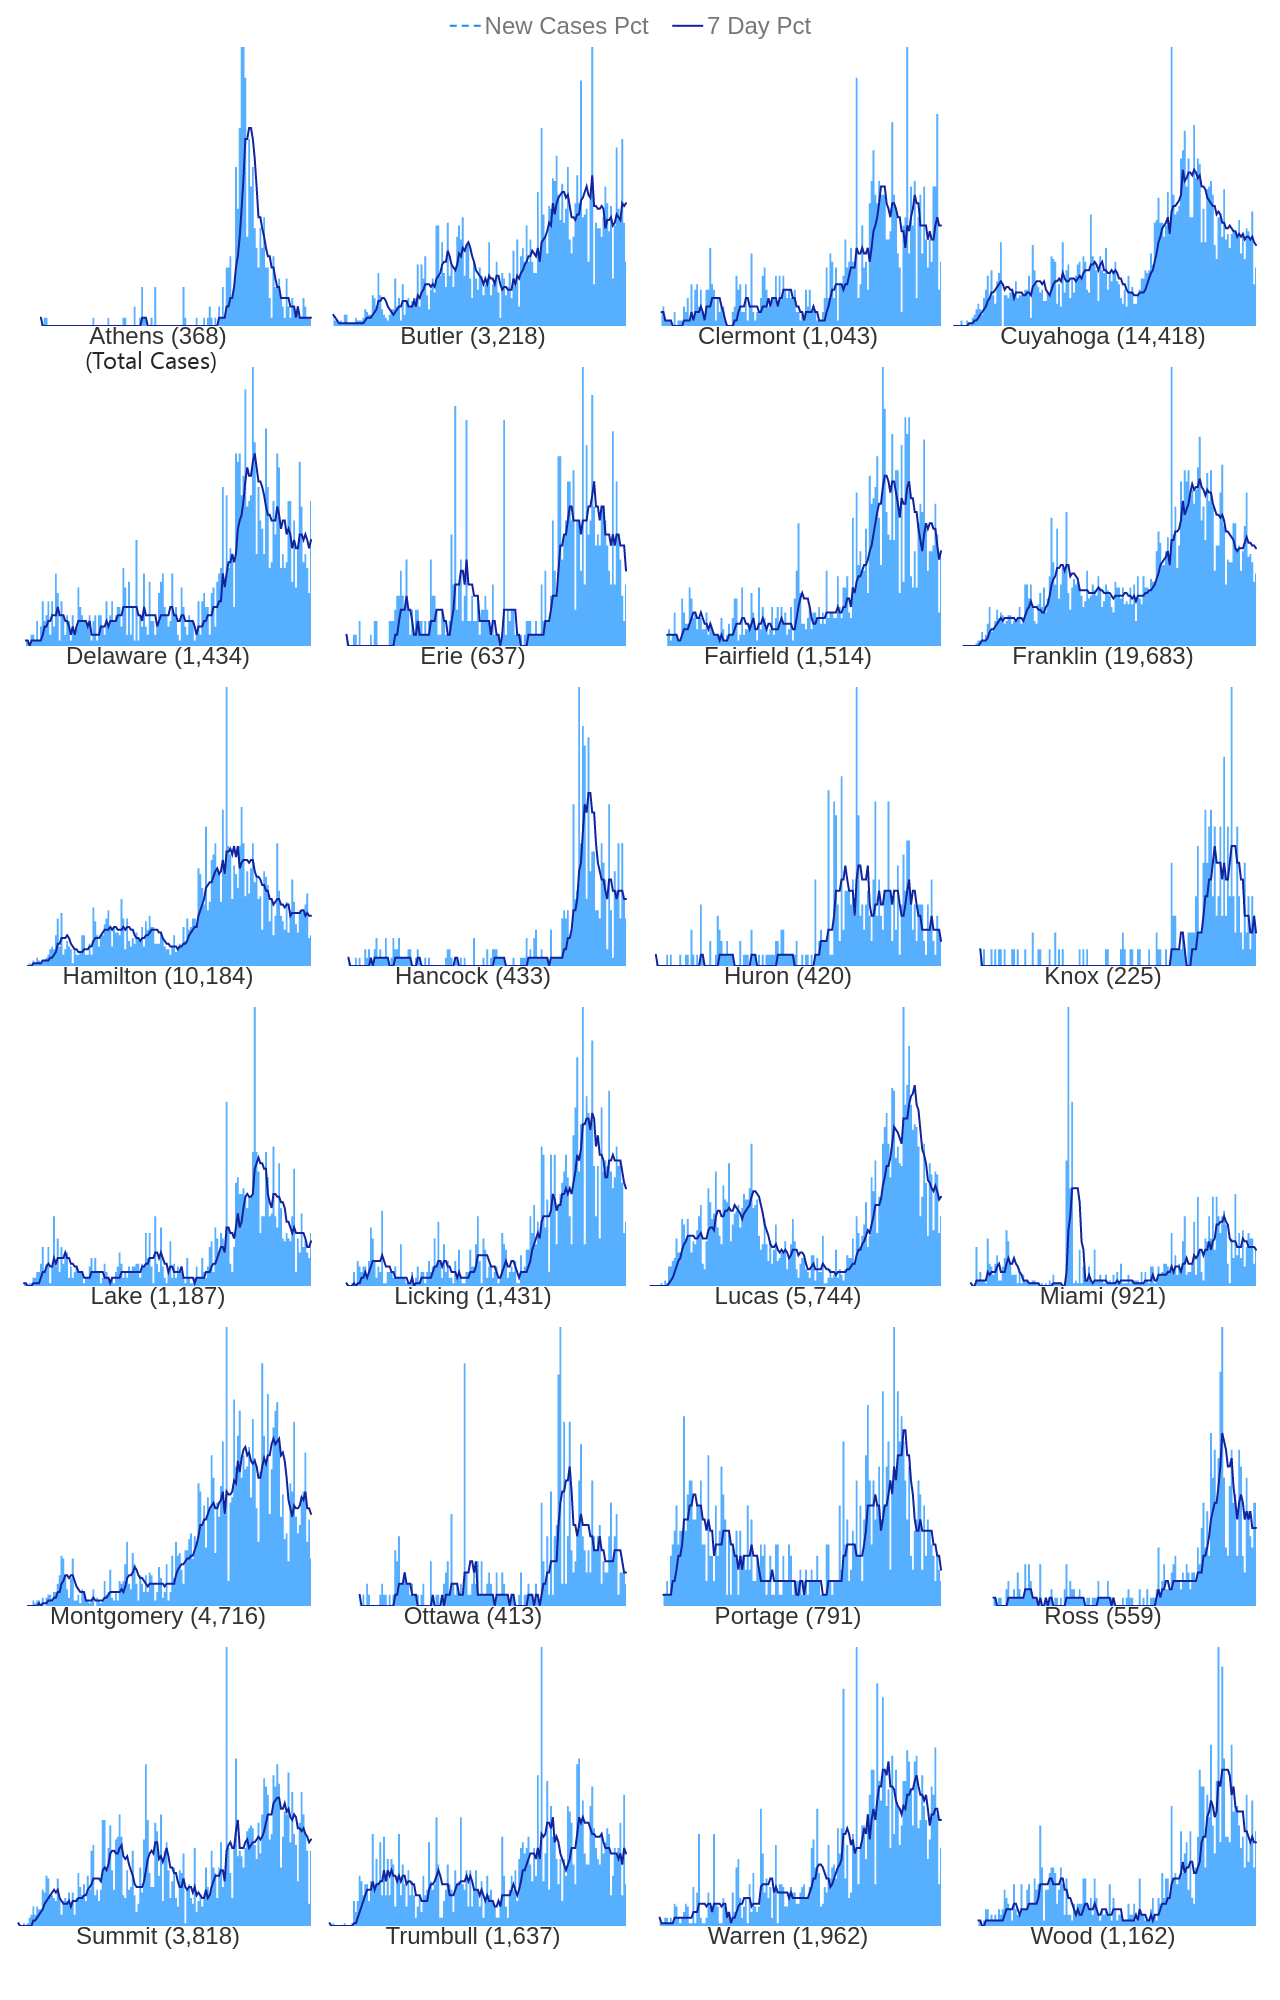 New Cases Pct 7 Day Pct
Athens (368) Butler (3,218) Clermont (1,043) Cuyahoga (14,418)
(Total Cases)
Delaware (1,434) Erie (637) Fairfield (1,514) Franklin (19,683)
Hamilton (10,184) Hancock (433) Huron (420) Knox (225)
Lake (1,187) Licking (1,431) Lucas (5,744) Miami (921)
Montgomery (4,716) Ottawa (413) Portage (791) Ross (559)
Summit (3,818) Trumbull (1,637) Warren (1,962) Wood (1,162)